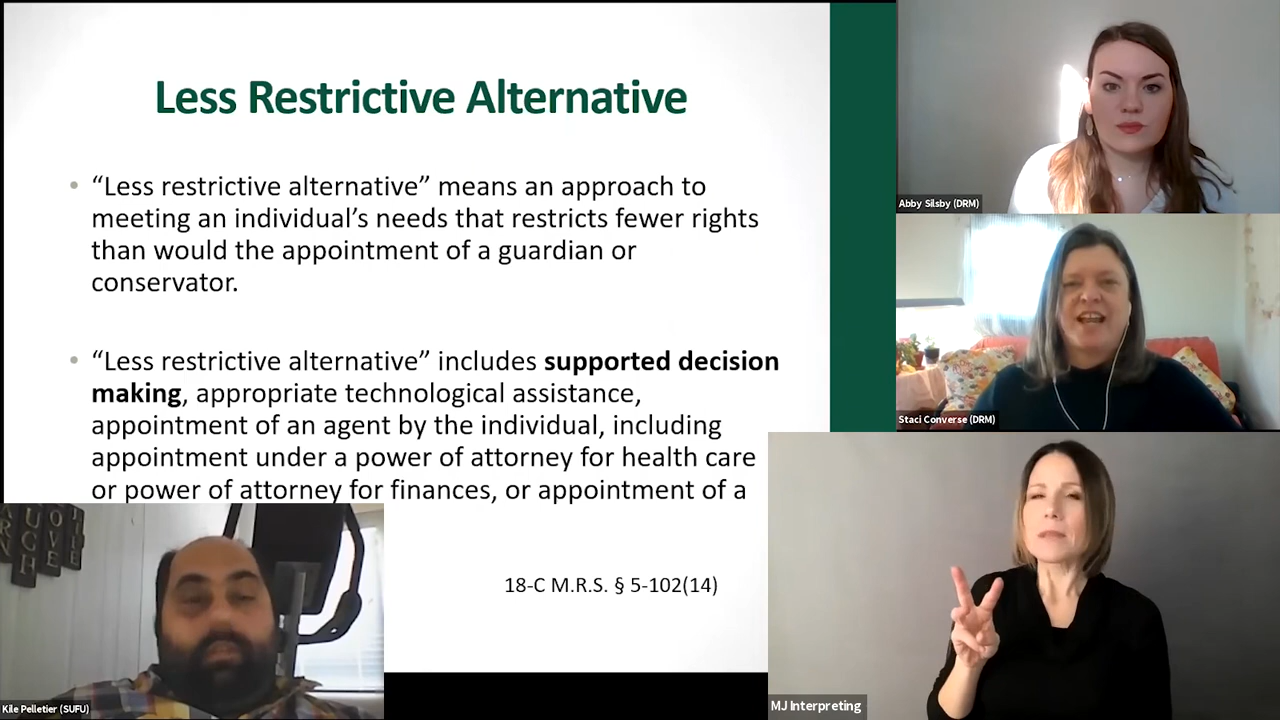 Less Restrictive Alternative
• “Less restrictive alternative” means an approach to
meeting an individual’s needs that restricts fewer rights
than would the appointment of a guardian or
conservator.
• “Less restrictive alternative” includes supported decision
making, appropriate technological assistance,
appointment of an agent by the individual, including
appointment under a power of attorney for health care
or power of attorney for finances, or appointment of a
18-C M.R.S. § 5-102(14)
Abby Silsby (DRM)
Staci Converse (DRM)
MJ Interpreting
Kile Pelletier (SUFU)